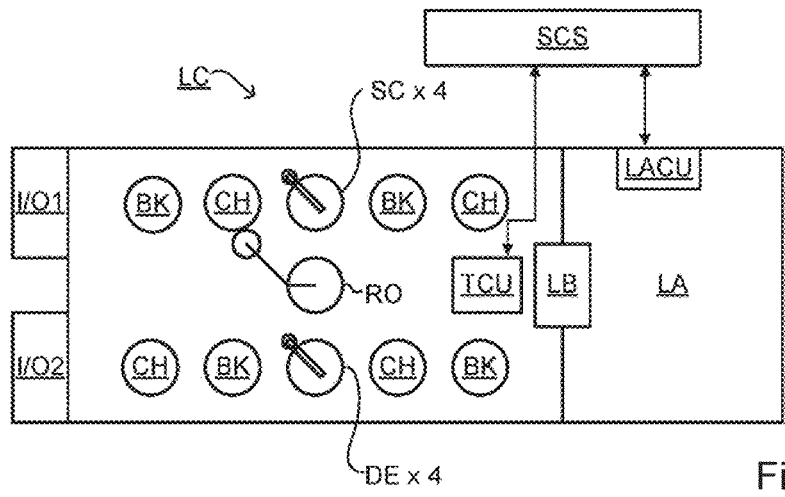 SCS
LC
SC x 4
LACU
I/O1
BK
CH
BK
CH
RO
TCU
LB
LA
I/O2
CH
BK
CH
BK
DE x 4
Fi